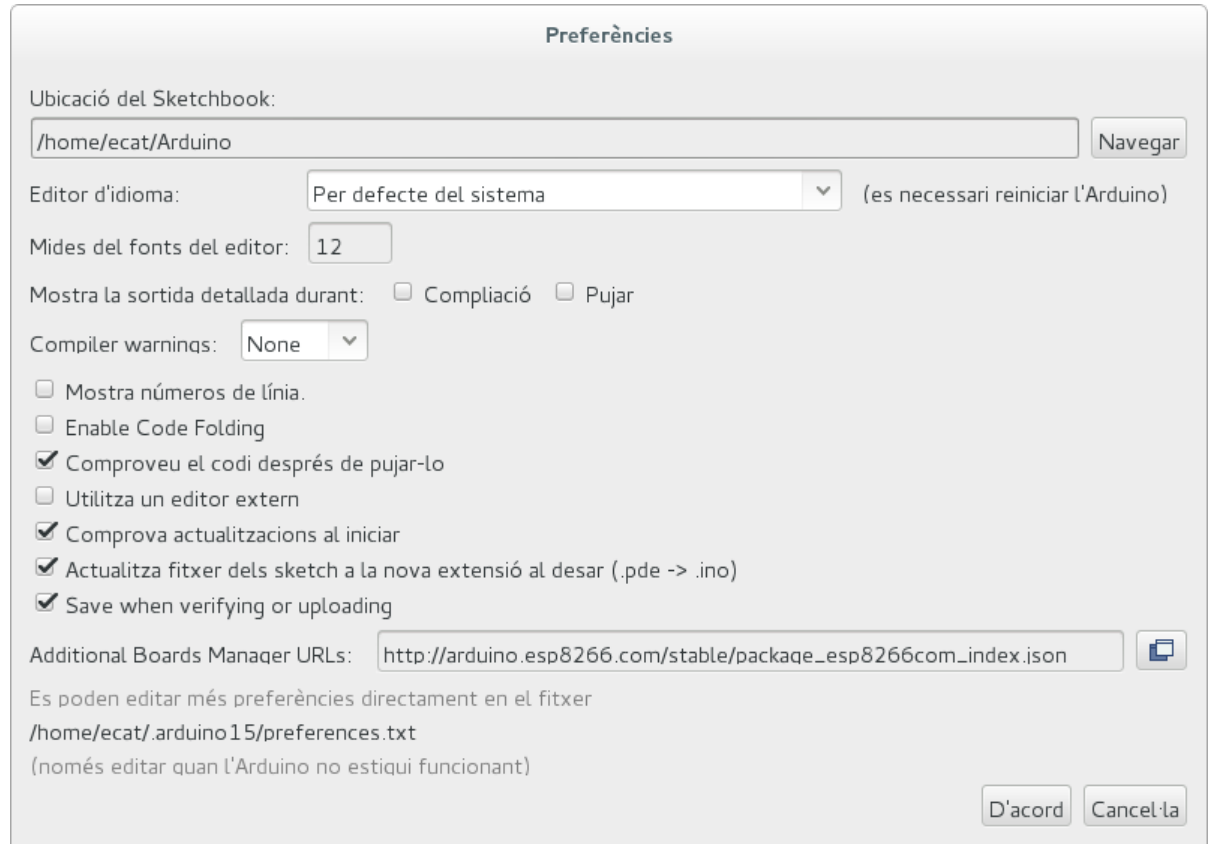 Preferències
Ubicació del Sketchbook:
/home/ecat/Arduino Navegar
Editor d'idioma: Per defecte del sistema (es necessari reiniciar l'Arduino)
Mides del fonts del editor: 12
Mostra la sortida detallada durant: Compliació Pujar
Compiler warnings: None
Mostra números de línia.
Enable Code Folding
Comproveu el codi després de pujar-lo
Utilitza un editor extern
Comprova actualitzacions al iniciar
Actualitza fitxer dels sketch a la nova extensió al desar (.pde -> .ino)
Save when verifying or uploading
Additional Boards Manager URLs: http://arduino.esp8266.com/stable/package_esp8266com_index.json
Es poden editar més preferències directament en el fitxer
/home/ecat/.arduino15/preferences.txt
(només editar quan l'Arduino no estiqui funcionant)
D'acord Cancel·la